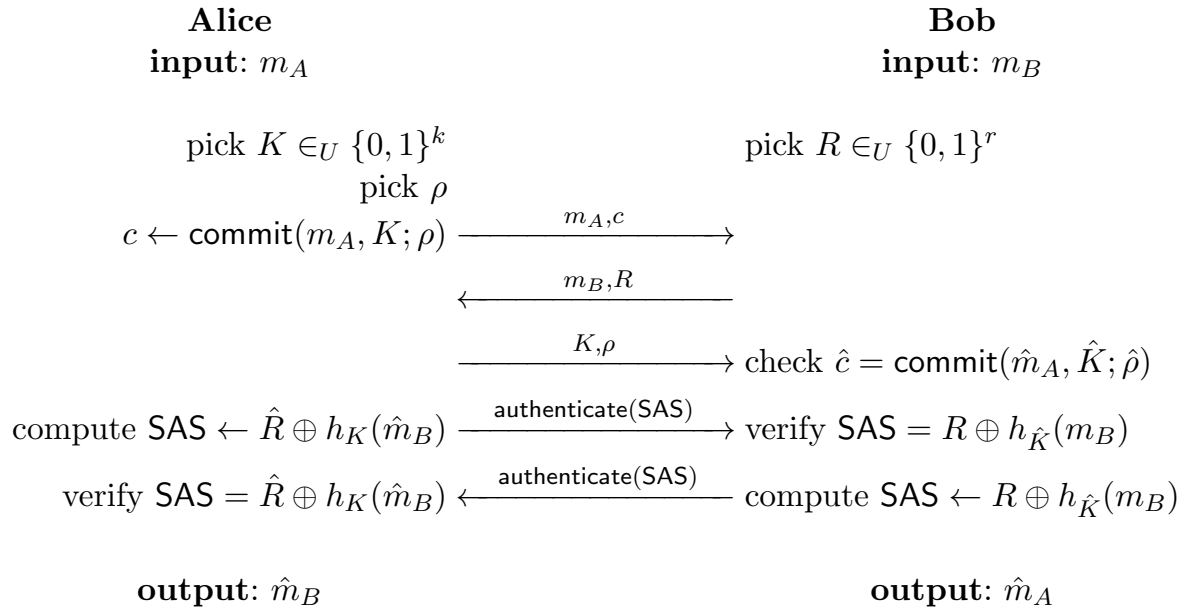 Alice Bob
input: m_A input: m_B
pick K ∈_U {0, 1}^k pick R ∈_U {0, 1}^r
pick ρ
c ← commit(m_A, K; ρ) m_A,c
m_B,R
K,ρ check ĉ = commit(m̂_A, K̂; ρ̂)
compute SAS ← R̂ ⊕ h_K(m̂_B) authenticate(SAS) verify SAS = R ⊕ h_K̂(m_B)
verify SAS = R̂ ⊕ h_K(m̂_B) authenticate(SAS) compute SAS ← R ⊕ h_K̂(m_B)
output: m̂_B output: m̂_A